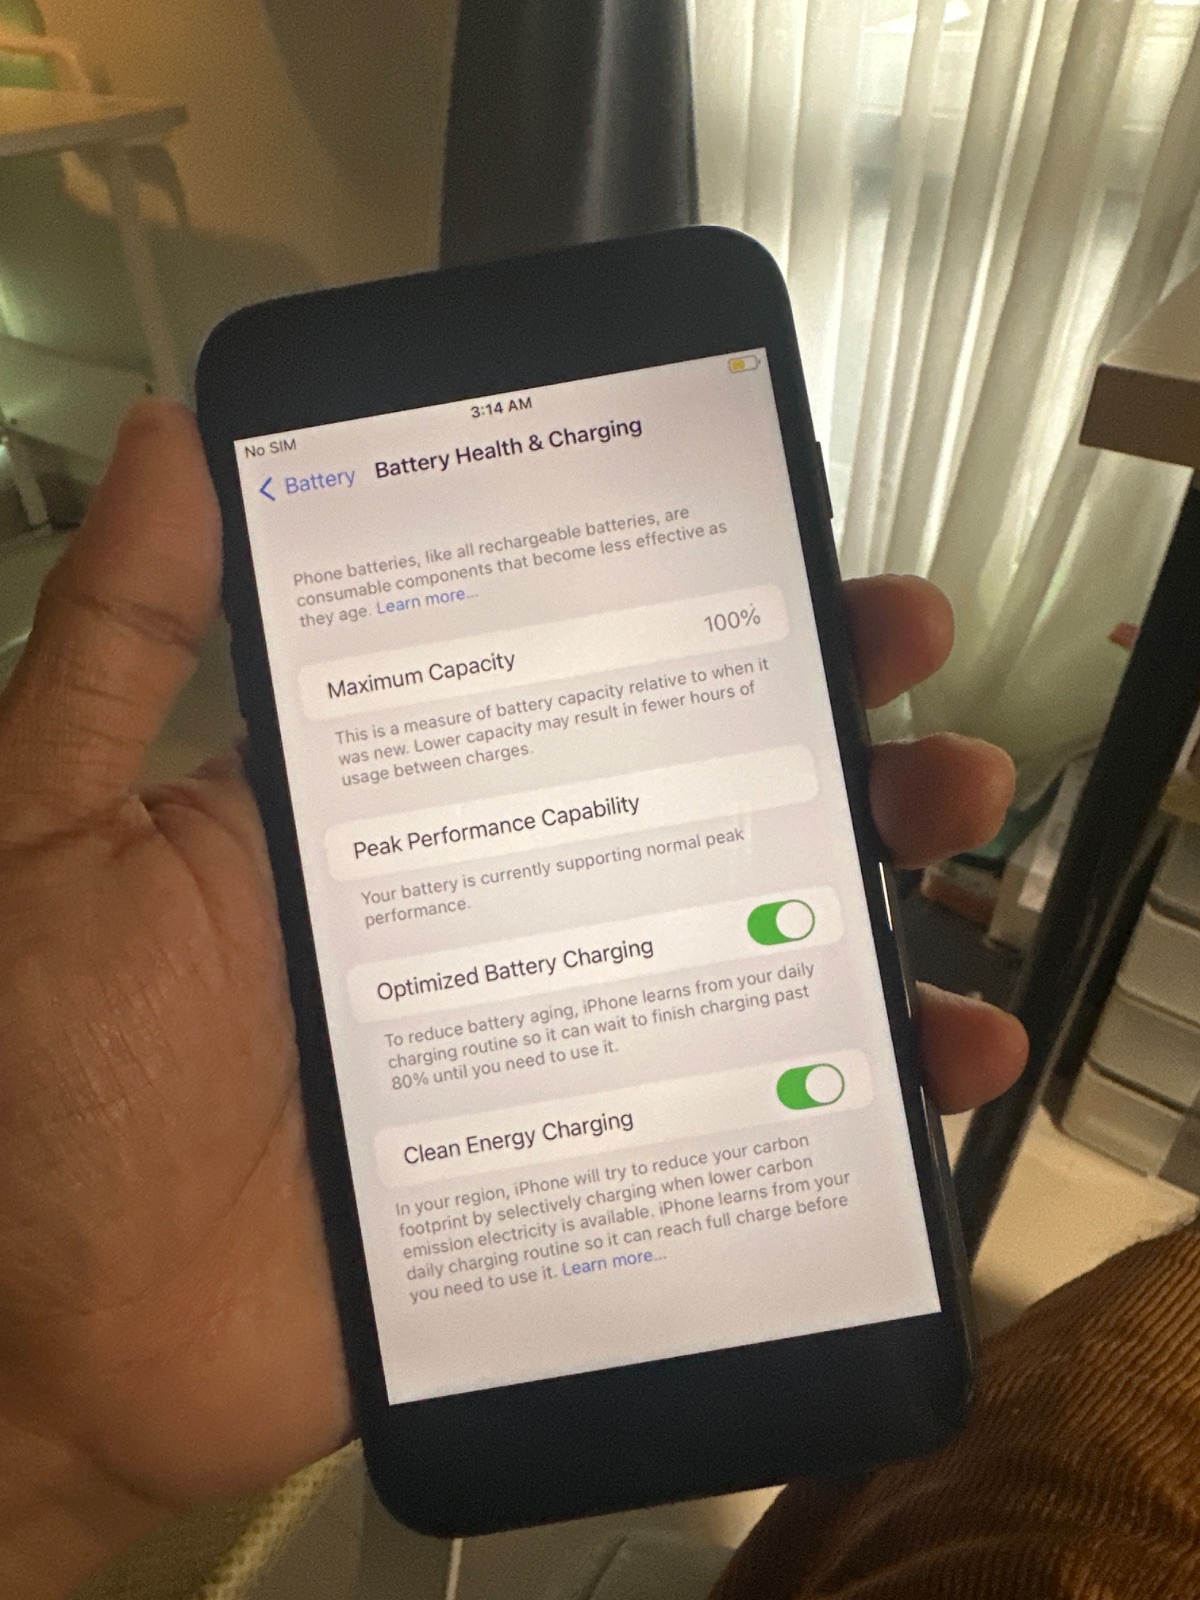 No SIM
3:14 AM
Battery
Battery Health & Charging
Phone batteries, like all rechargeable batteries, are
consumable components that become less effective as
they age. Learn more...
Maximum Capacity 100%
This is a measure of battery capacity relative to when it
was new. Lower capacity may result in fewer hours of
usage between charges.
Peak Performance Capability
Your battery is currently supporting normal peak
performance.
Optimized Battery Charging
To reduce battery aging, iPhone learns from your daily
charging routine so it can wait to finish charging past
80% until you need to use it.
Clean Energy Charging
In your region, iPhone will try to reduce your carbon
footprint by selectively charging when lower carbon
emission electricity is available. iPhone learns from your
daily charging routine so it can reach full charge before
you need to use it. Learn more...